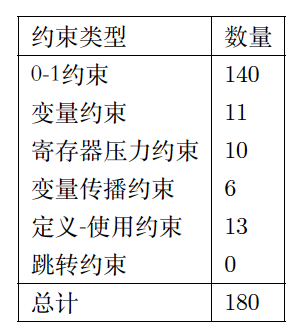 约束类型 数量
0-1约束 140
变量约束 11
寄存器压力约束 10
变量传播约束 6
定义-使用约束 13
跳转约束 0
总计 180